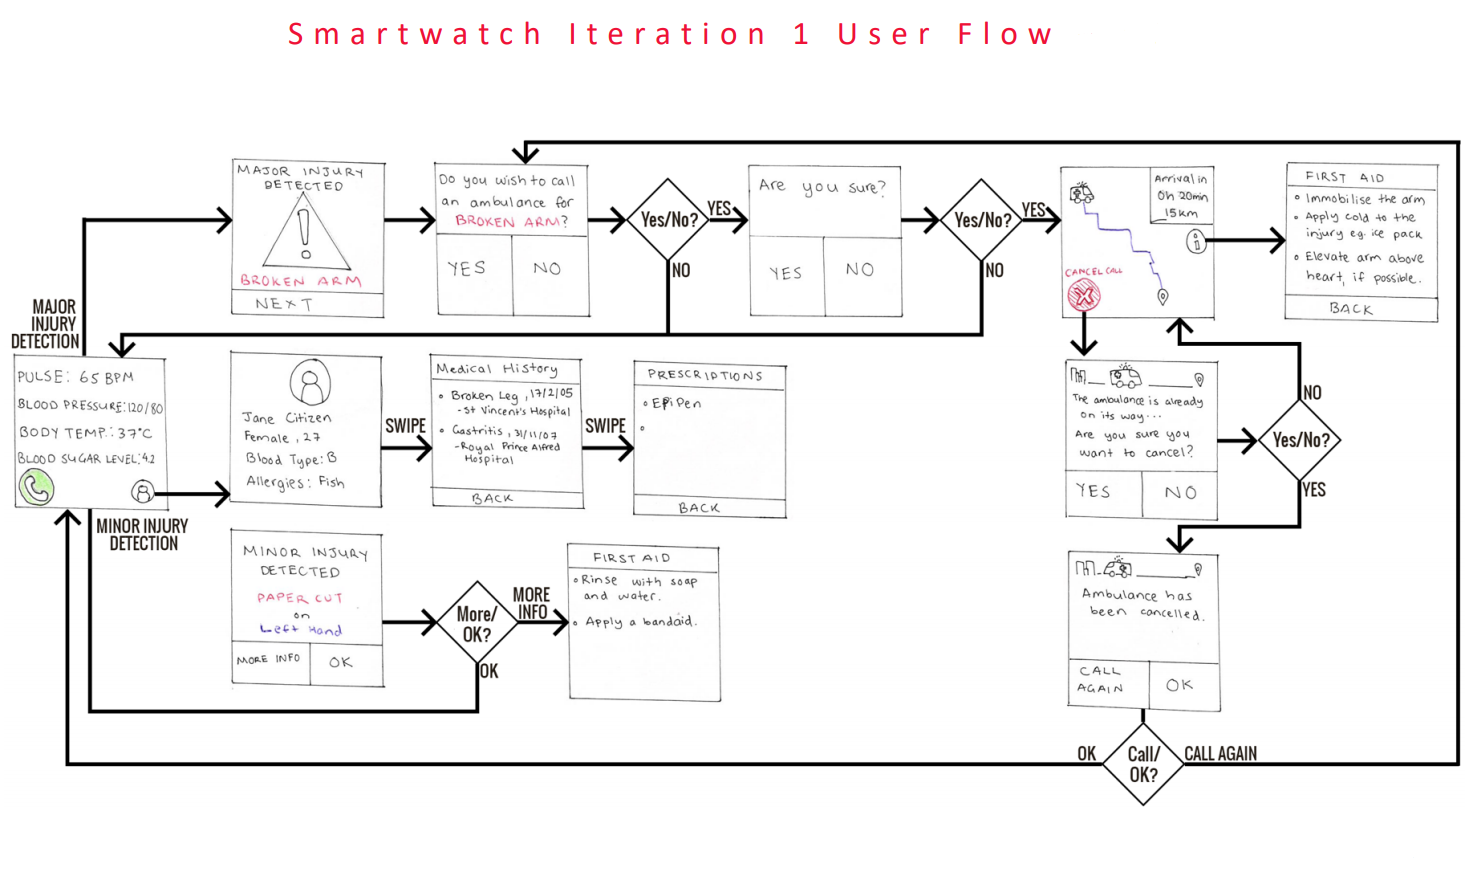 Smartwatch Iteration 1 User Flow
MAJOR INJURY
DETECTED
!
BROKEN ARM
NEXT
Do you wish to call
an ambulance for
BROKEN ARM?
YES
NO
Yes/No?
YES
NO
Are you sure?
YES
NO
Yes/No?
YES
NO
Arrival in
0h 20min
15km
i
CANCEL CALL
X
FIRST AID
Immobilise the arm
Apply cold to the
injury eg. ice pack
Elevate arm above
heart, if possible.
BACK
MAJOR
INJURY
DETECTION
PULSE: 65 BPM
BLOOD PRESSURE:120/80
BODY TEMP.: 37°C
BLOOD SUGAR LEVEL:4.2
MINOR INJURY
DETECTION
Jane Citizen
Female, 27
Blood Type: B
Allergies: Fish
SWIPE
Medical History
Broken Leg, 17/2/05
-St Vincent's Hospital
Gastritis, 31/11/07
-Royal Prince Alfred
Hospital
BACK
SWIPE
PRESCRIPTIONS
EpiPen
BACK
The ambulance is already
on its way...
Are you sure you
want to cancel?
YES
NO
Yes/No?
NO
YES
MINOR INJURY
DETECTED
PAPER CUT
on
Left Hand
MORE INFO
OK
More/
OK?
MORE
INFO
OK
FIRST AID
Rinse with soap
and water.
Apply a bandaid.
Ambulance has
been cancelled.
CALL
AGAIN
OK
Call/
OK?
OK
CALL AGAIN